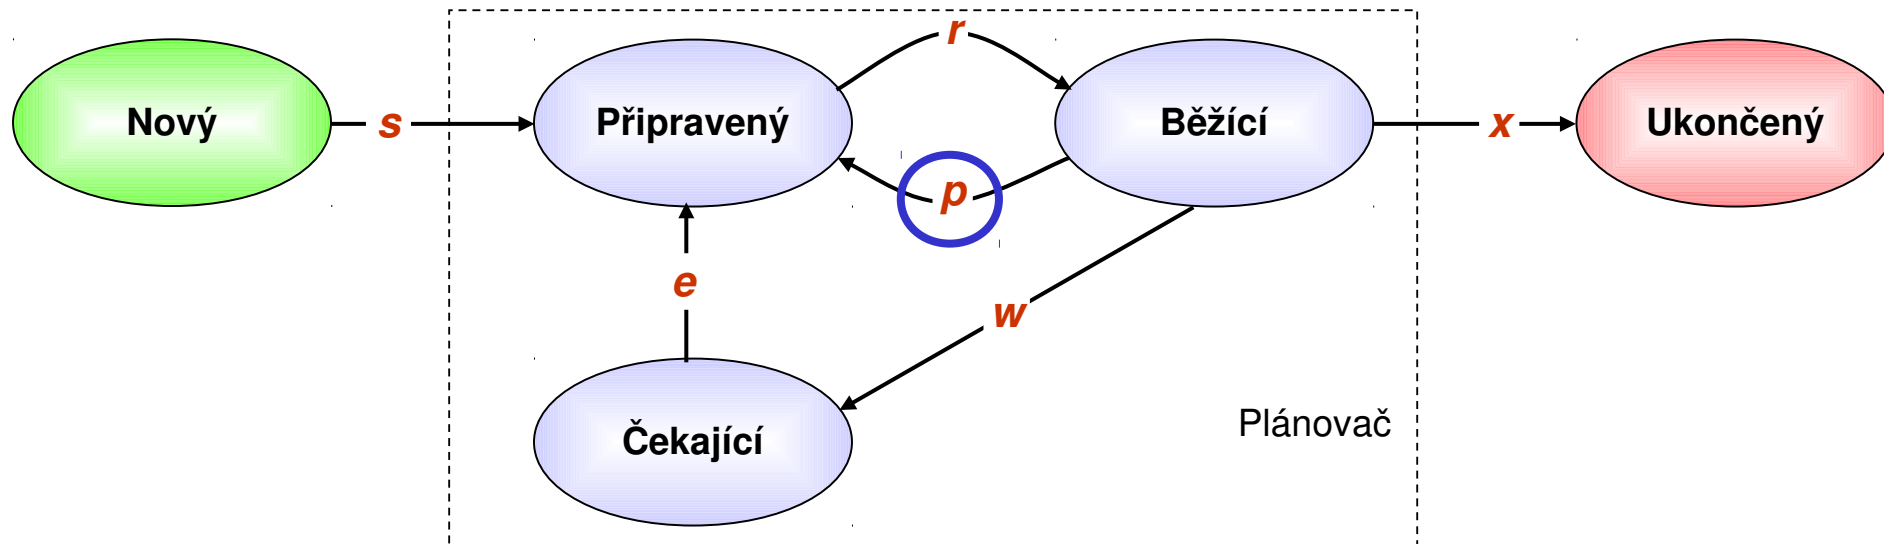 r
Nový
s
Připravený
Běžící
x
Ukončený
p
e
w
Čekající
Plánovač